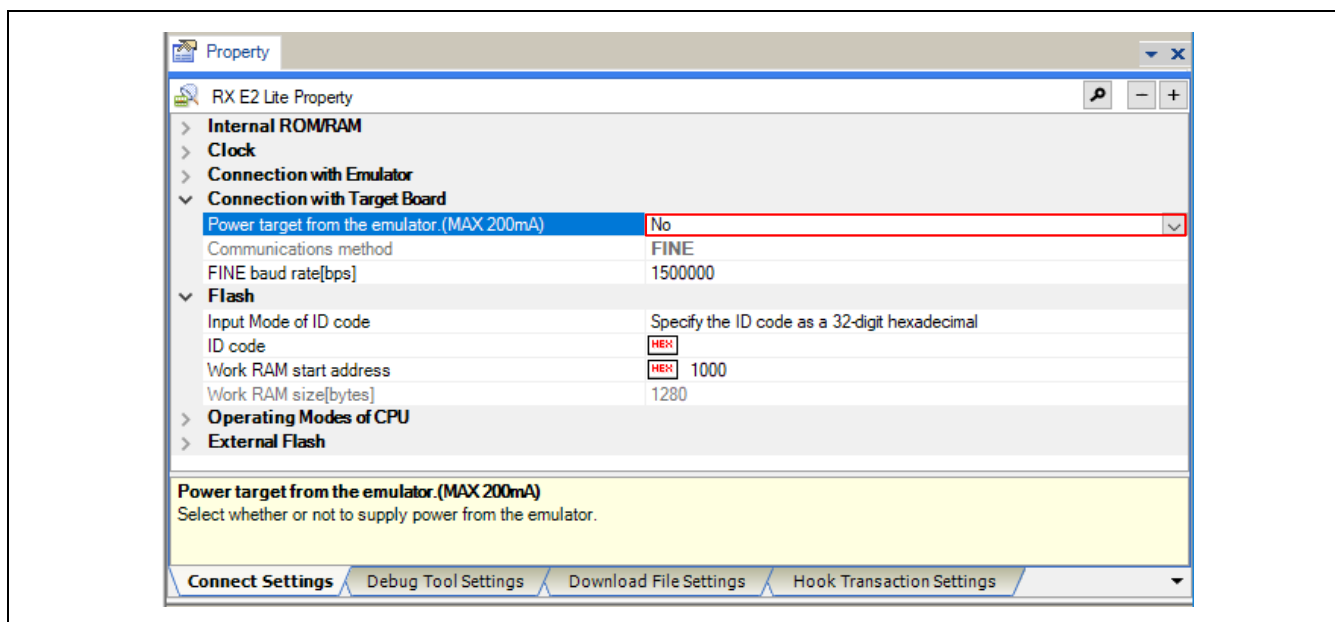 Property
RX E2 Lite Property
Internal ROM/RAM
Clock
Connection with Emulator
Connection with Target Board
Power target from the emulator.(MAX 200mA) No
Communications method FINE
FINE baud rate[bps] 1500000
Flash
Input Mode of ID code Specify the ID code as a 32-digit hexadecimal
ID code HEX
Work RAM start address HEX 1000
Work RAM size[bytes] 1280
Operating Modes of CPU
External Flash
Power target from the emulator.(MAX 200mA)
Select whether or not to supply power from the emulator.
Connect Settings Debug Tool Settings Download File Settings Hook Transaction Settings